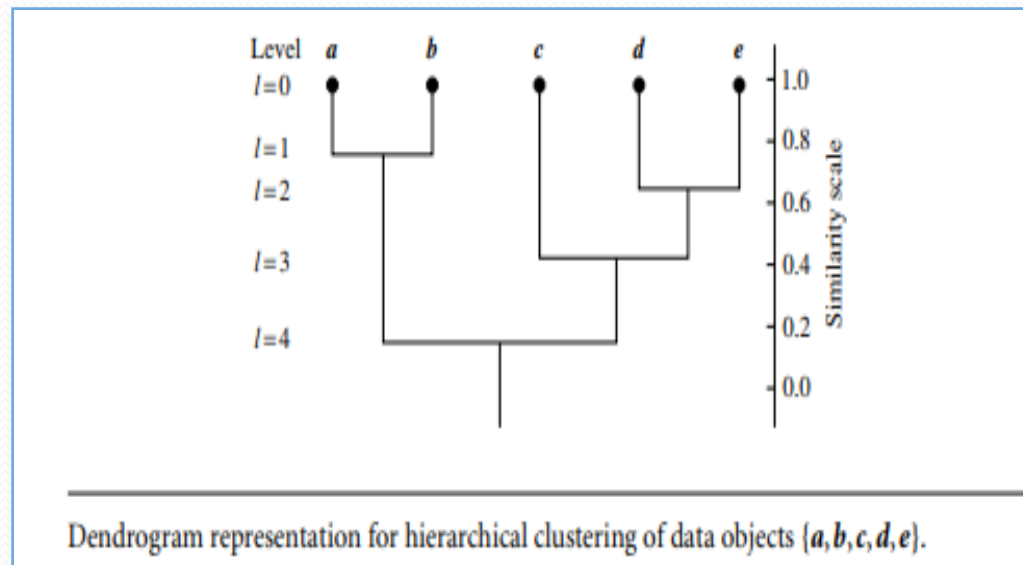 Level a b c d e
l=0
1.0
l=1
0.8
l=2
0.6
l=3
0.4
l=4
0.2
0.0
Similarity scale
Dendrogram representation for hierarchical clustering of data objects {a,b,c,d,e}.